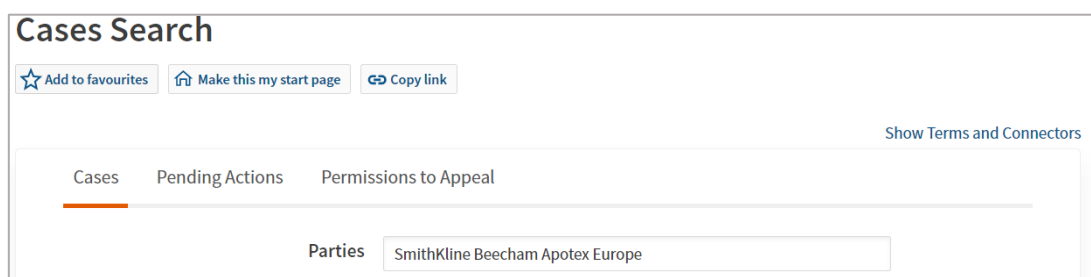 Cases Search
Add to favourites Make this my start page Copy link
Show Terms and Connectors
Cases Pending Actions Permissions to Appeal
Parties SmithKline Beecham Apotex Europe